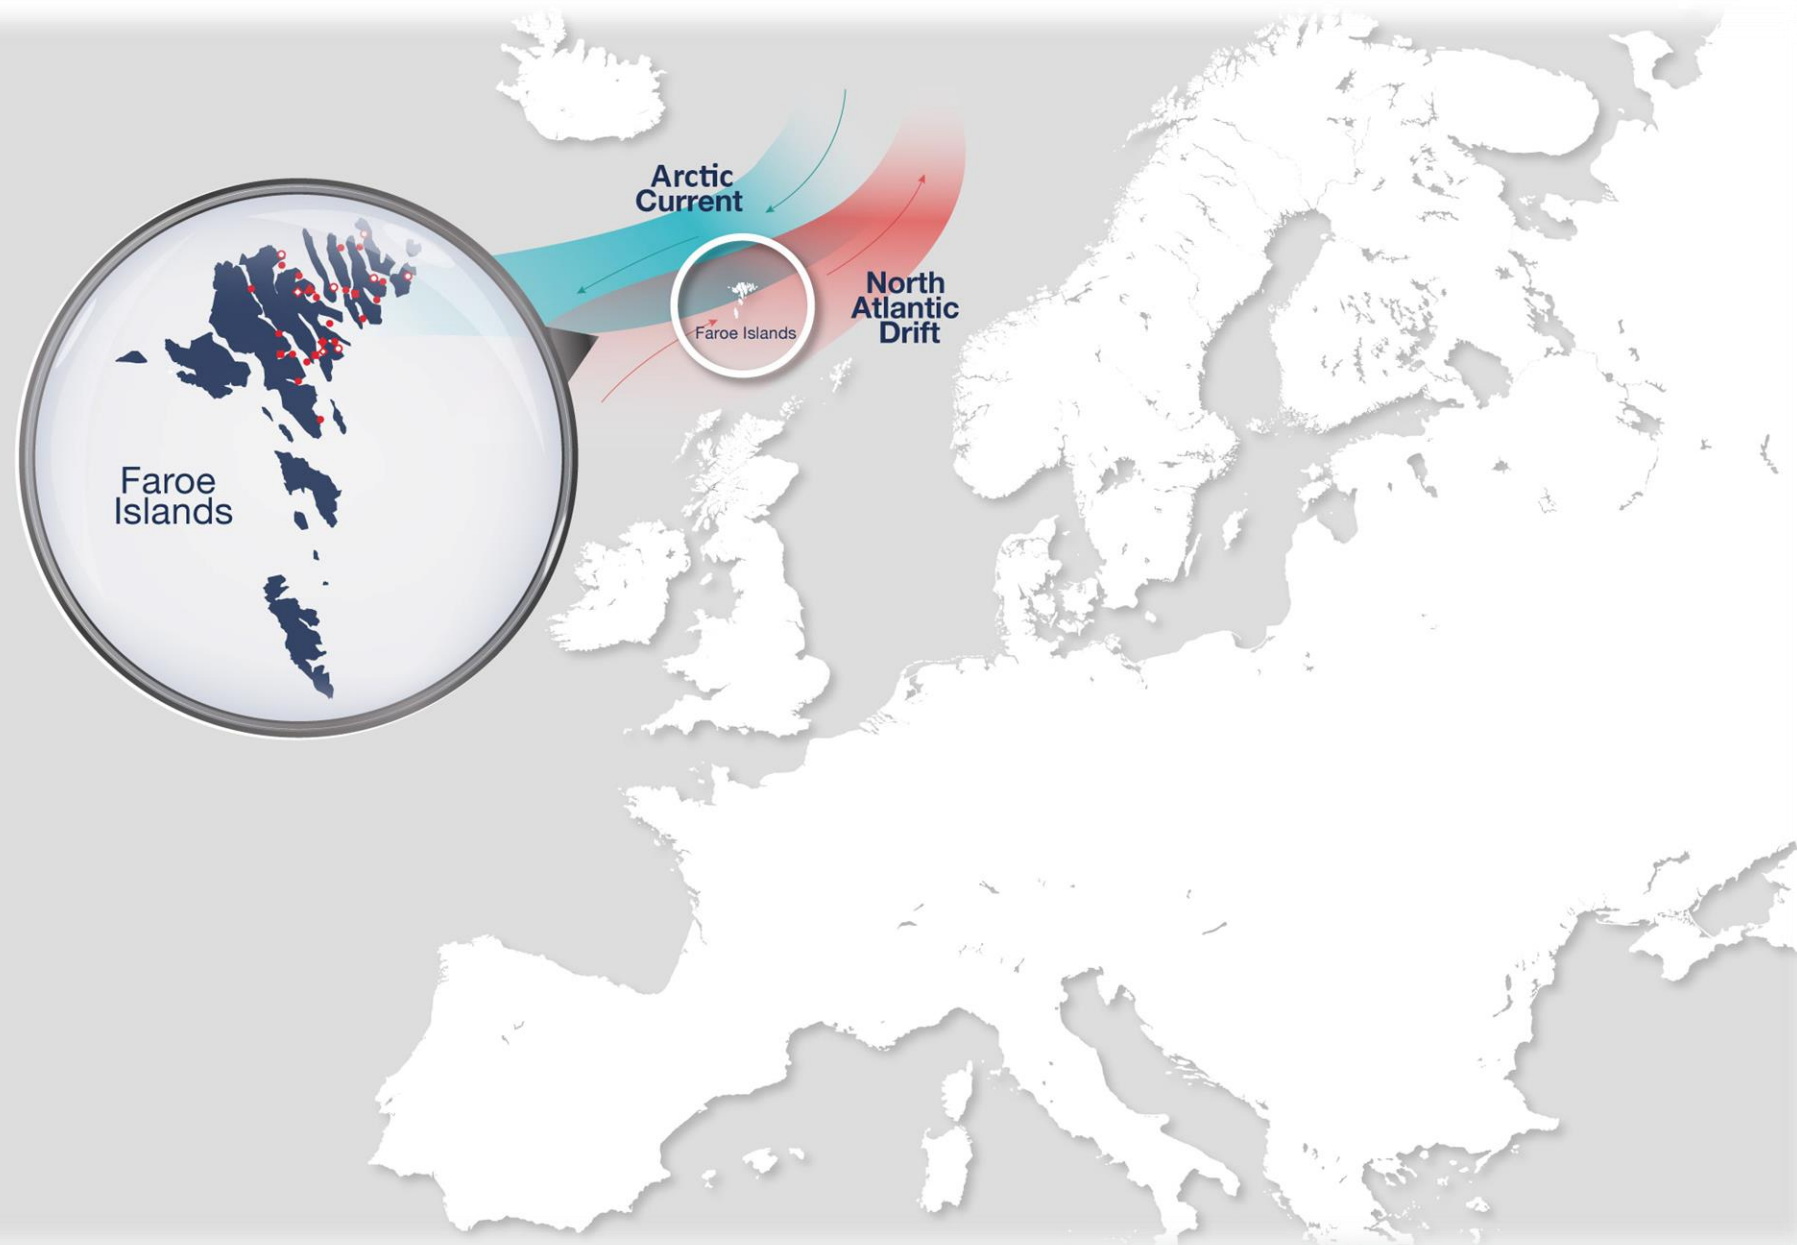 Arctic
Current
North
Atlantic
Drift
Faroe Islands
Faroe
Islands